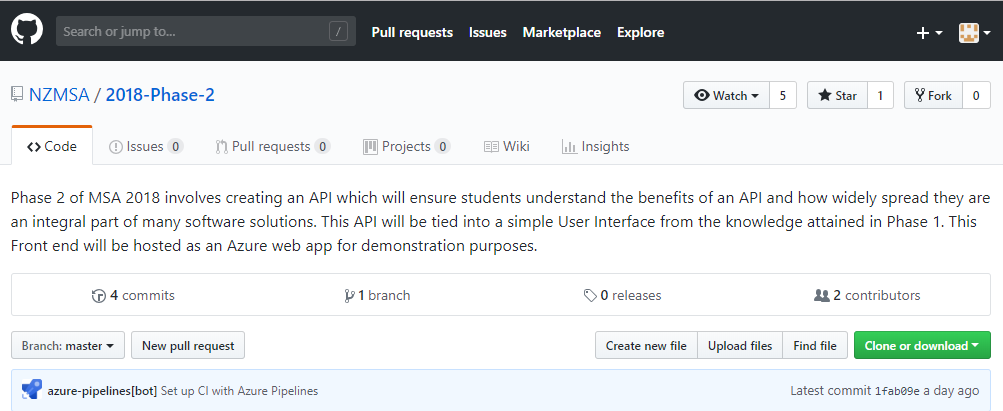 Search or jump to... / Pull requests Issues Marketplace Explore
NZMSA / 2018-Phase-2 Watch 5 Star 1 Fork 0
Code Issues 0 Pull requests 0 Projects 0 Wiki Insights
Phase 2 of MSA 2018 involves creating an API which will ensure students understand the benefits of an API and how widely spread they are
an integral part of many software solutions. This API will be tied into a simple User Interface from the knowledge attained in Phase 1. This
Front end will be hosted as an Azure web app for demonstration purposes.
4 commits 1 branch 0 releases 2 contributors
Branch: master New pull request Create new file Upload files Find file Clone or download
azure-pipelines[bot] Set up CI with Azure Pipelines Latest commit 1fab09e a day ago